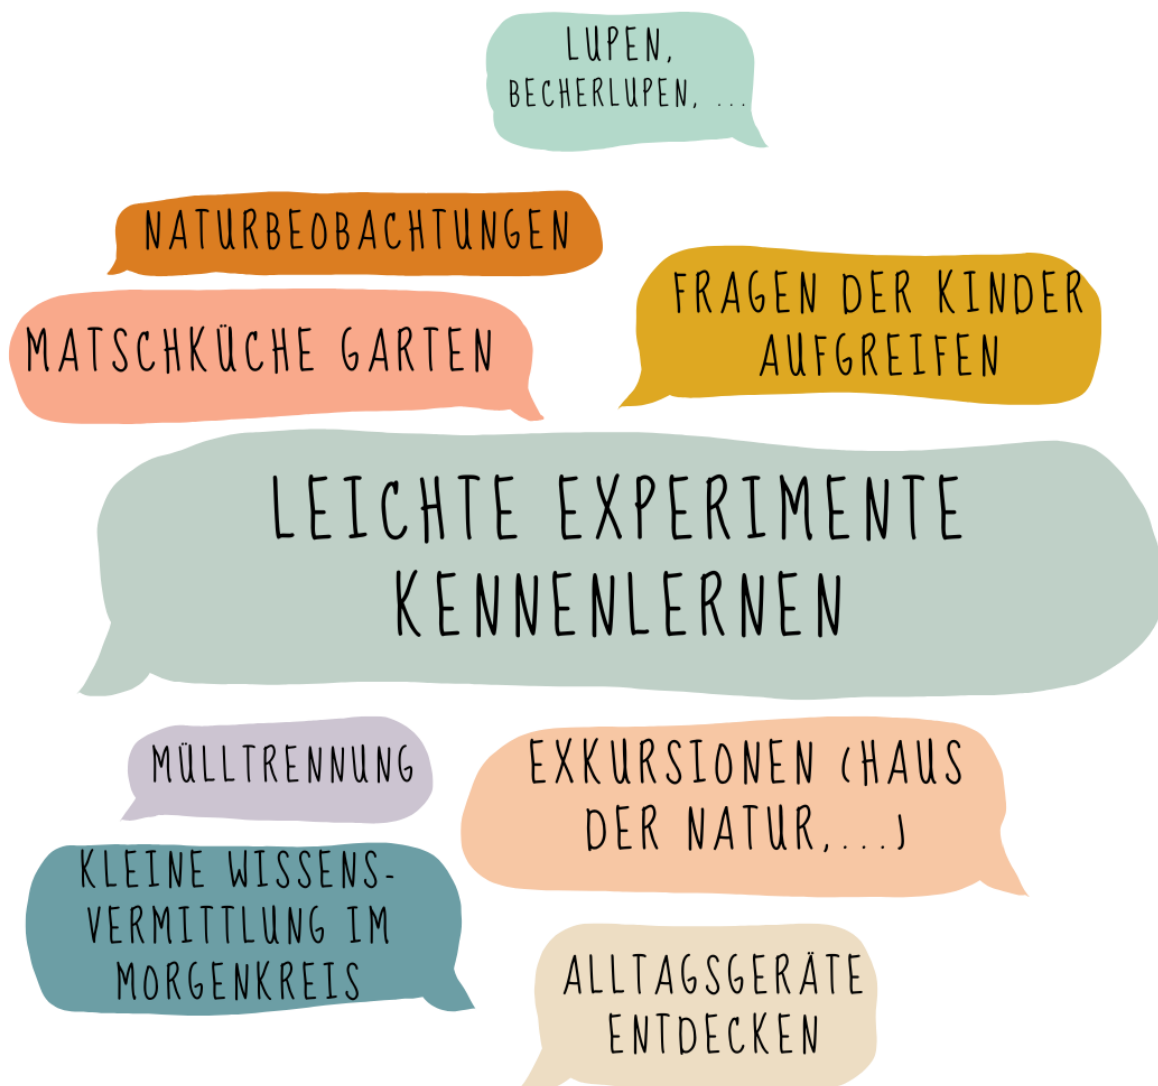 LUPEN,
BECHERLUPEN, ...
NATURBEOBACHTUNGEN
MATSCHKÜCHE GARTEN
FRAGEN DER KINDER
AUFGREIFEN
LEICHTE EXPERIMENTE
KENNENLERNEN
MÜLLTRENNUNG
EXKURSIONEN (HAUS
DER NATUR,...)
KLEINE WISSENS-
VERMITTLUNG IM
MORGENKREIS
ALLTAGSGERÄTE
ENTDECKEN